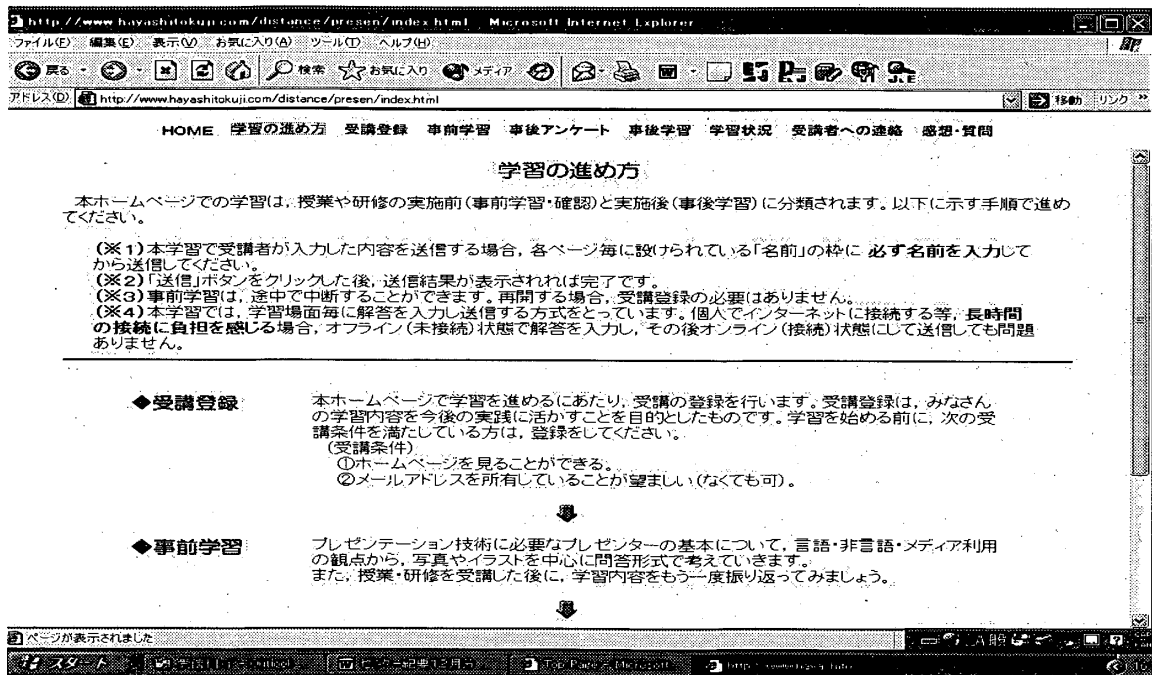 http://www.hayashitokuji.com/distance/presen/index.html Microsoft Internet Explorer
ファイル(F) 編集(E) 表示(V) お気に入り(A) ツール(T) ヘルプ(H)
戻る 検索 お気に入り メディア
アドレス(D) http://www.hayashitokuji.com/distance/presen/index.html 移動 リンク »
HOME 学習の進め方 受講登録 事前学習 事後アンケート 事後学習 学習状況 受講者への連絡 感想・質問
学習の進め方
本ホームページでの学習は，授業や研修の実施前(事前学習・確認)と実施後(事後学習)に分類されます。以下に示す手順で進め
てください。
(※1)本学習で受講者が入力した内容を送信する場合，各ページ毎に設けられている「名前」の枠に 必ず名前を入力して
から送信してください。
(※2)「送信」ボタンをクリックした後，送信結果が表示されれば完了です。
(※3)事前学習は，途中で中断することができます。再開する場合，受講登録の必要はありません。
(※4)本学習では，学習場面毎に解答を入力し送信する方式をとっています。個人でインターネットに接続する等，長時間
の接続に負担を感じる場合，オフライン(未接続)状態で解答を入力し，その後オンライン(接続)状態にして送信しても問題
ありません。
◆受講登録 本ホームページで学習を進めるにあたり，受講の登録を行います。受講登録は，みなさん
の学習内容を今後の実践に活かすことを目的としたものです。学習を始める前に，次の受
講条件を満たしている方は，登録をしてください。
(受講条件)
①ホームページを見ることができる。
②メールアドレスを所有していることが望ましい(なくても可)。
◆事前学習 プレゼンテーション技術に必要なプレゼンターの基本について，言語・非言語・メディア利用
の観点から，写真やイラストを中心に問答形式で考えていきます。
また，授業・研修を受講した後に，学習内容をもう一度振り返ってみましょう。
ページが表示されました
スタート